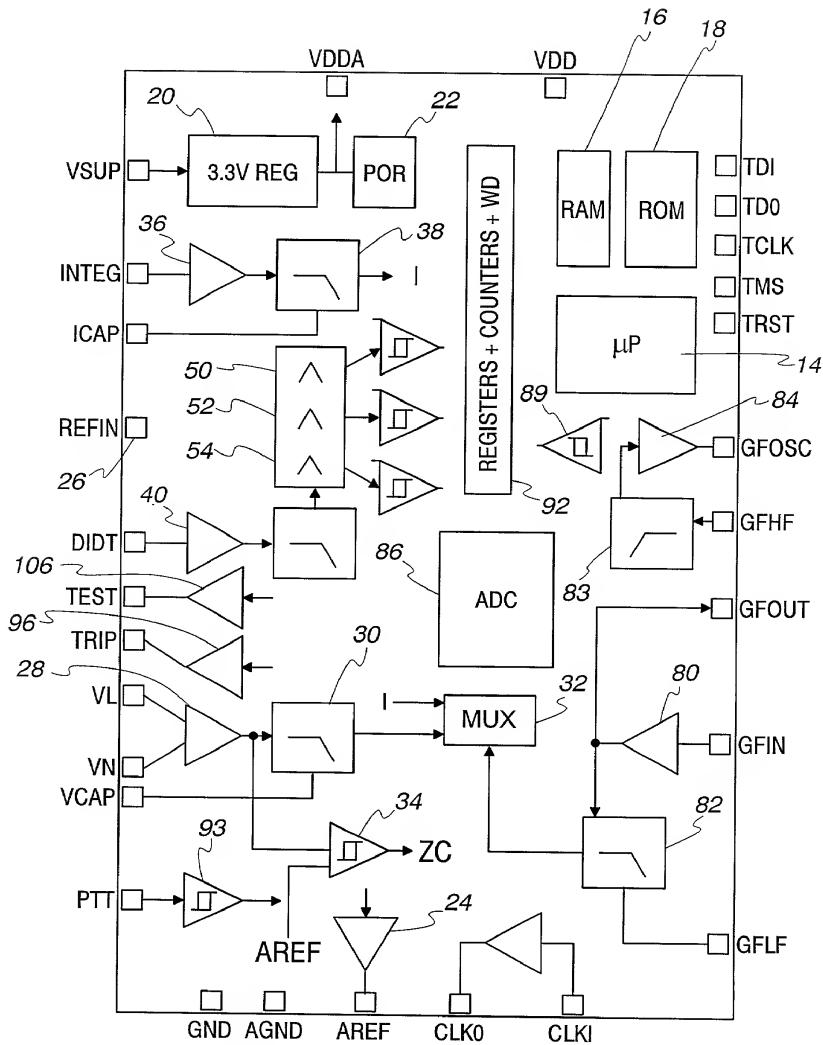 16 18
VDDA VDD
20 22
VSUP 3.3V REG POR
RAM ROM
TDI
TD0
TCLK
TMS
TRST
36 38
INTEG I
ICAP
REGISTERS + COUNTERS + WD
μP
14
50
52
54
89 84
REFIN
26
GFOSC
92
40
GFHF
83
DIDT
86 ADC
106
TEST
GFOUT
96
TRIP
28 30
VL
I MUX 32
80
VN
GFIN
VCAP
34
82
ZC
93
PTT
24
AREF
GFLF
GND AGND AREF CLK0 CLKI